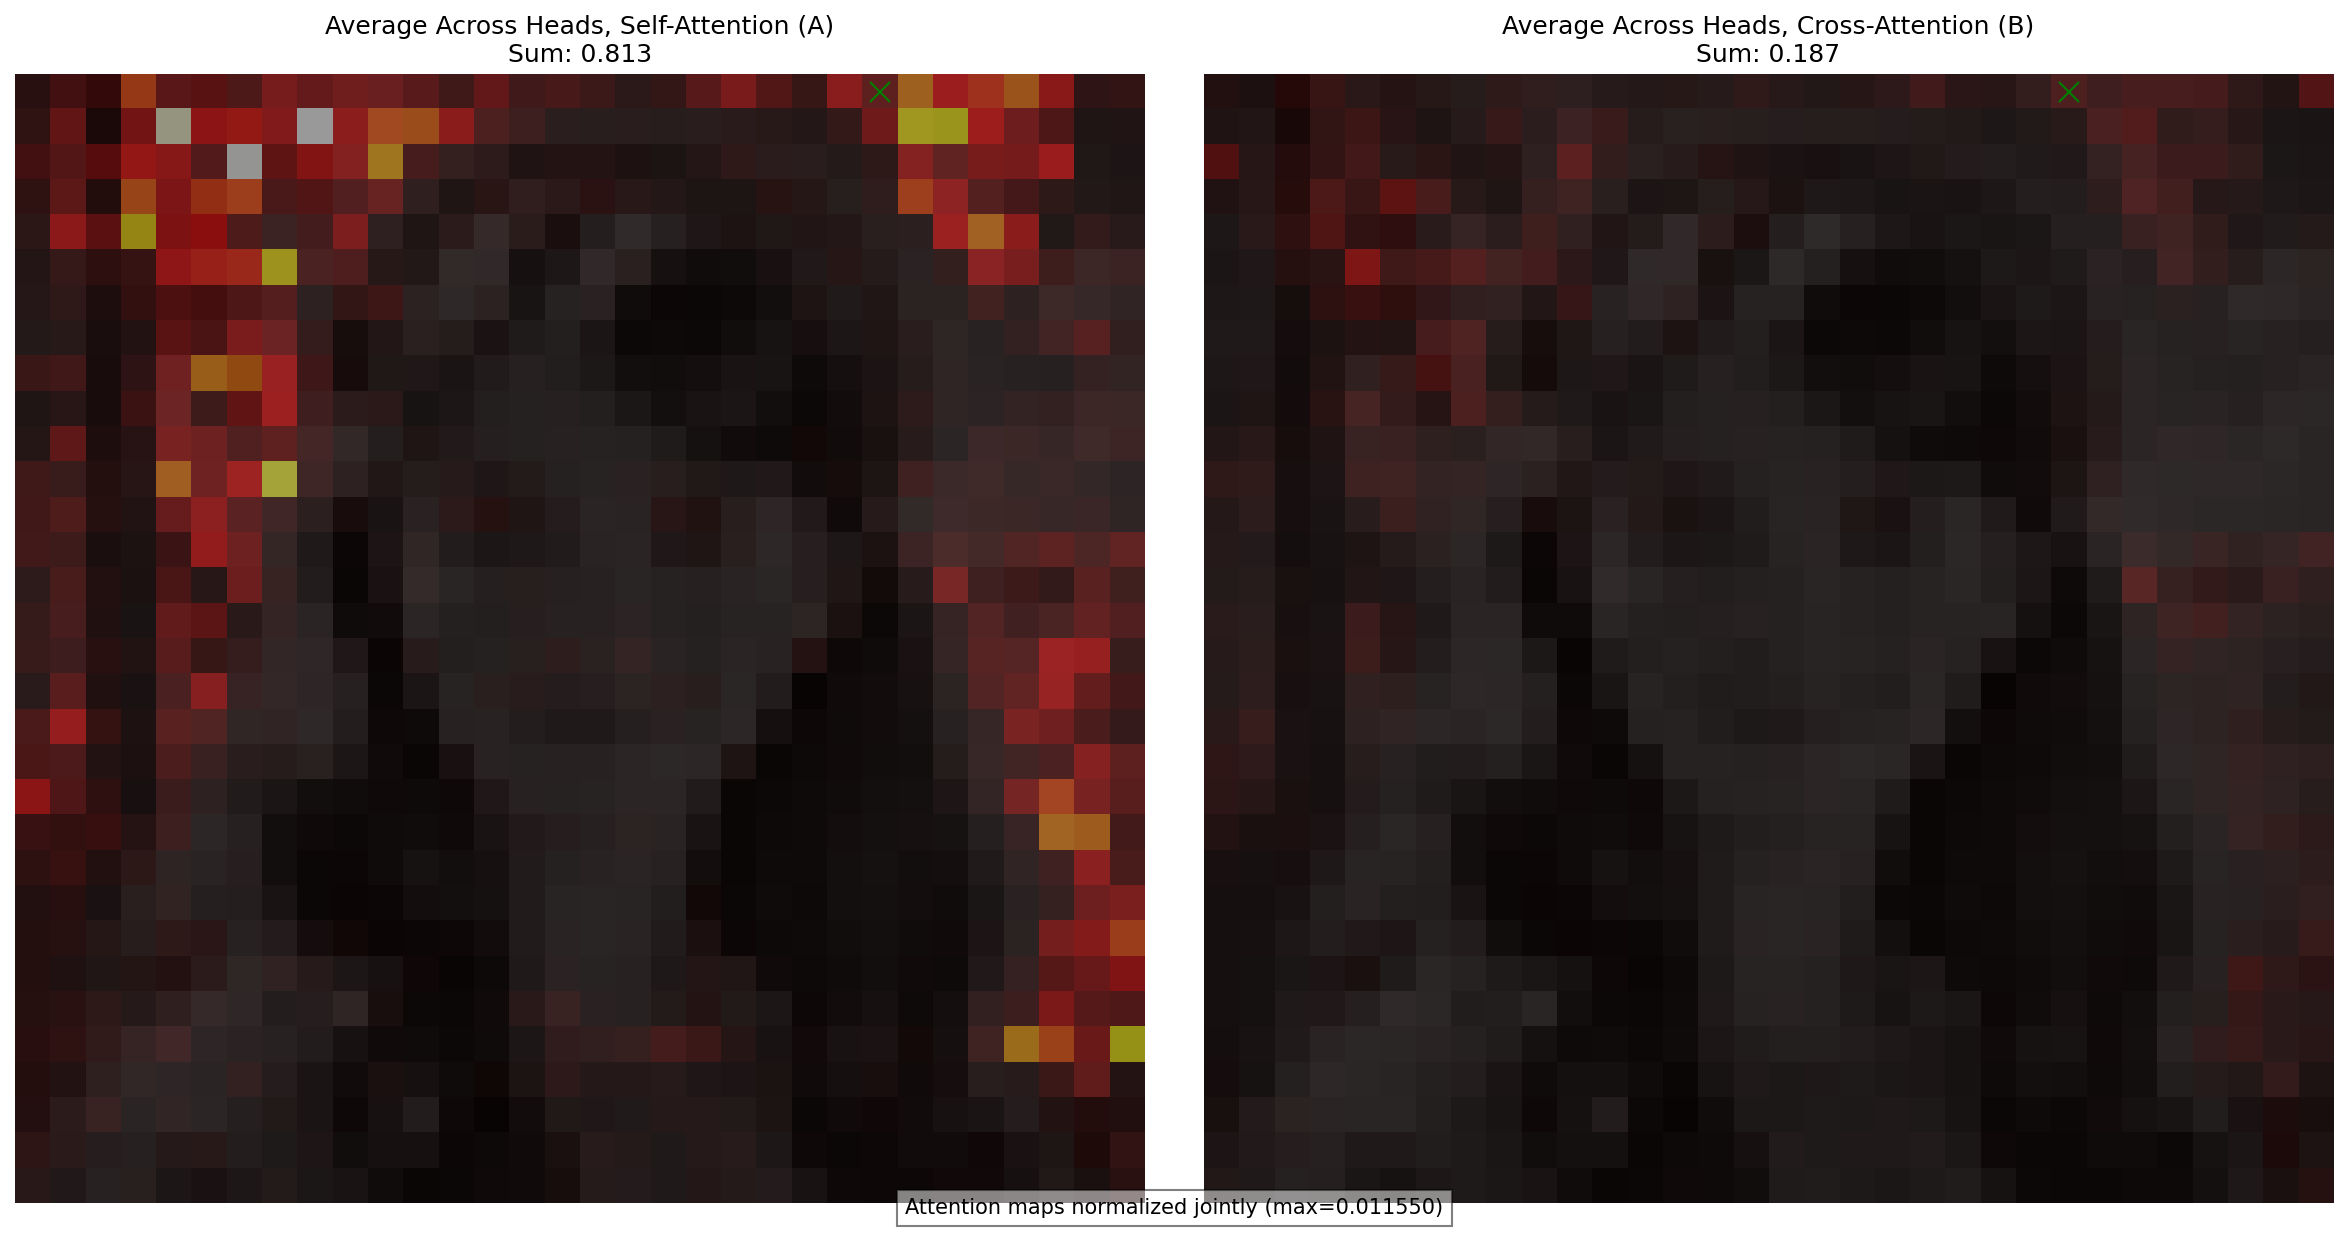 Average Across Heads, Self-Attention (A)
Sum: 0.813
Average Across Heads, Cross-Attention (B)
Sum: 0.187
Attention maps normalized jointly (max=0.011550)